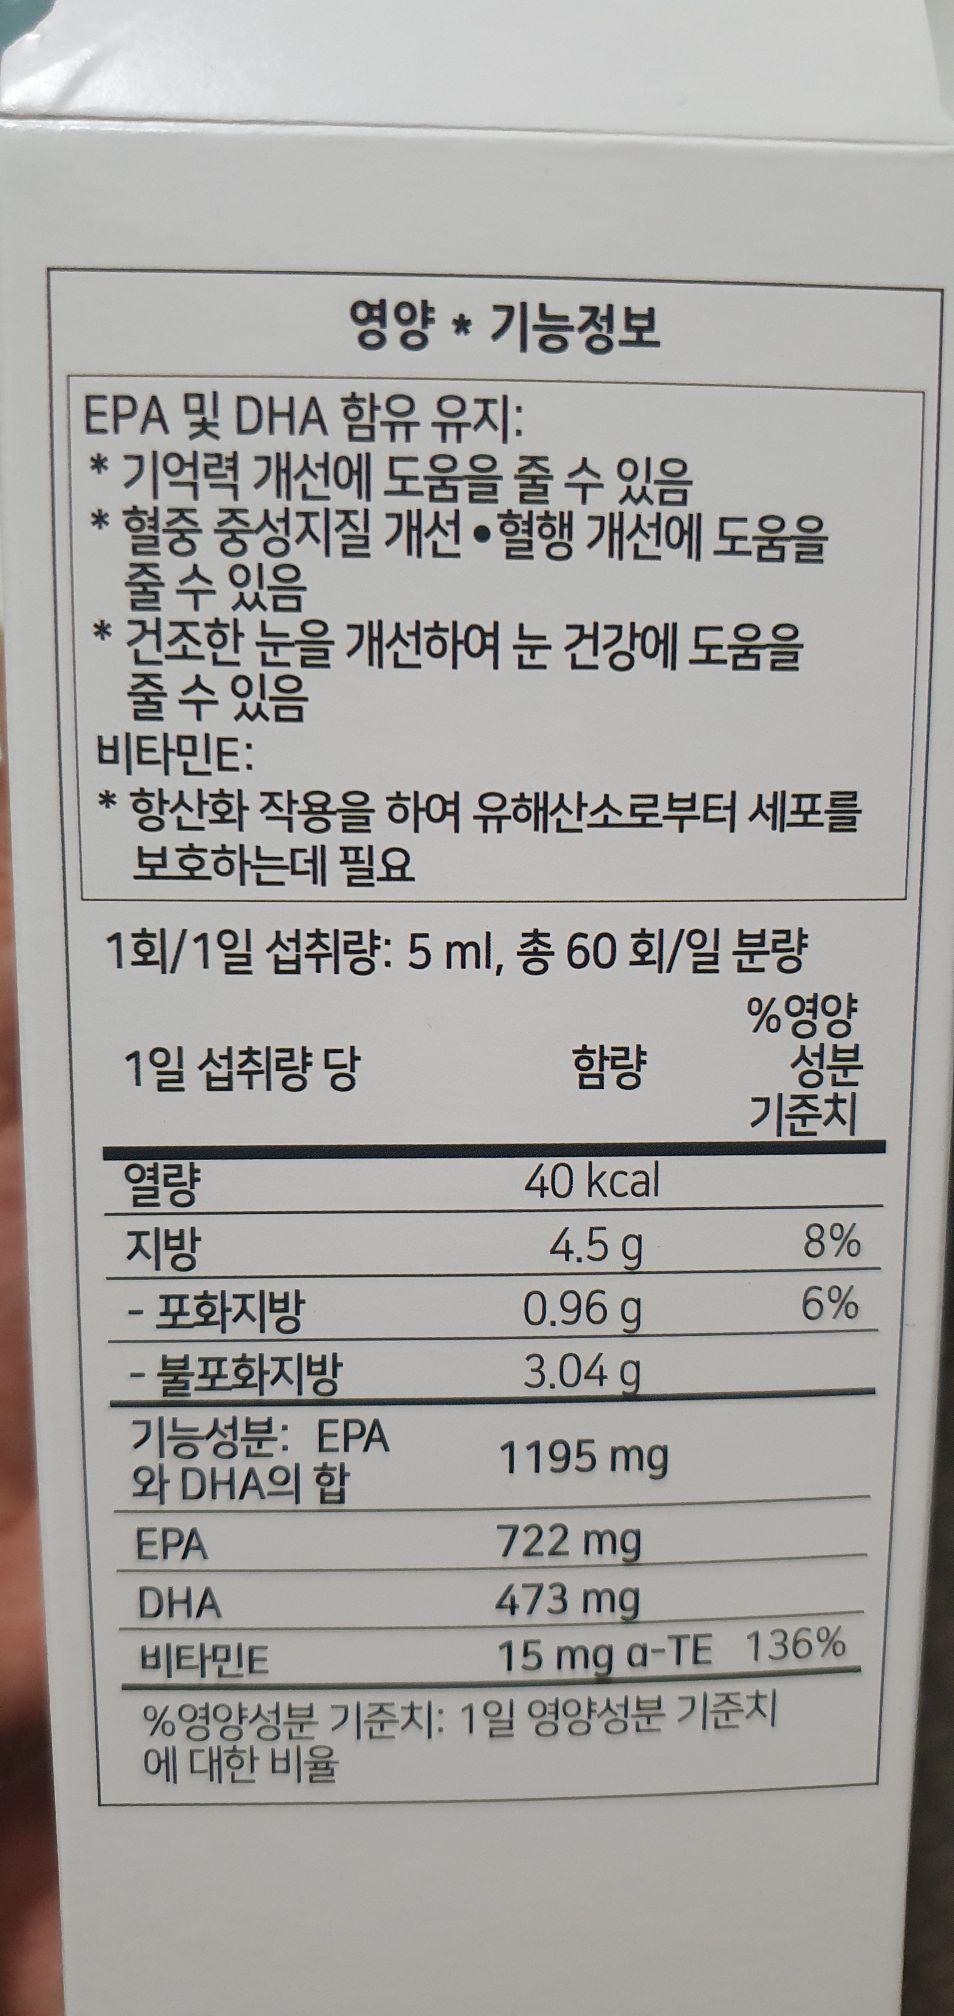 영양 * 기능정보
EPA 및 DHA 함유 유지:
* 기억력 개선에 도움을 줄 수 있음
* 혈중 중성지질 개선•혈행 개선에 도움을
줄 수 있음
* 건조한 눈을 개선하여 눈 건강에 도움을
줄 수 있음
비타민E:
* 항산화 작용을 하여 유해산소로부터 세포를
보호하는데 필요
1회/1일 섭취량: 5 ml, 총 60 회/일 분량
1일 섭취량 당 함량 %영양
성분
기준치
열량 40 kcal
지방 4.5 g 8%
- 포화지방 0.96 g 6%
- 불포화지방 3.04 g
기능성분: EPA
와 DHA의 합 1195 mg
EPA 722 mg
DHA 473 mg
비타민E 15 mg α-TE 136%
%영양성분 기준치: 1일 영양성분 기준치
에 대한 비율